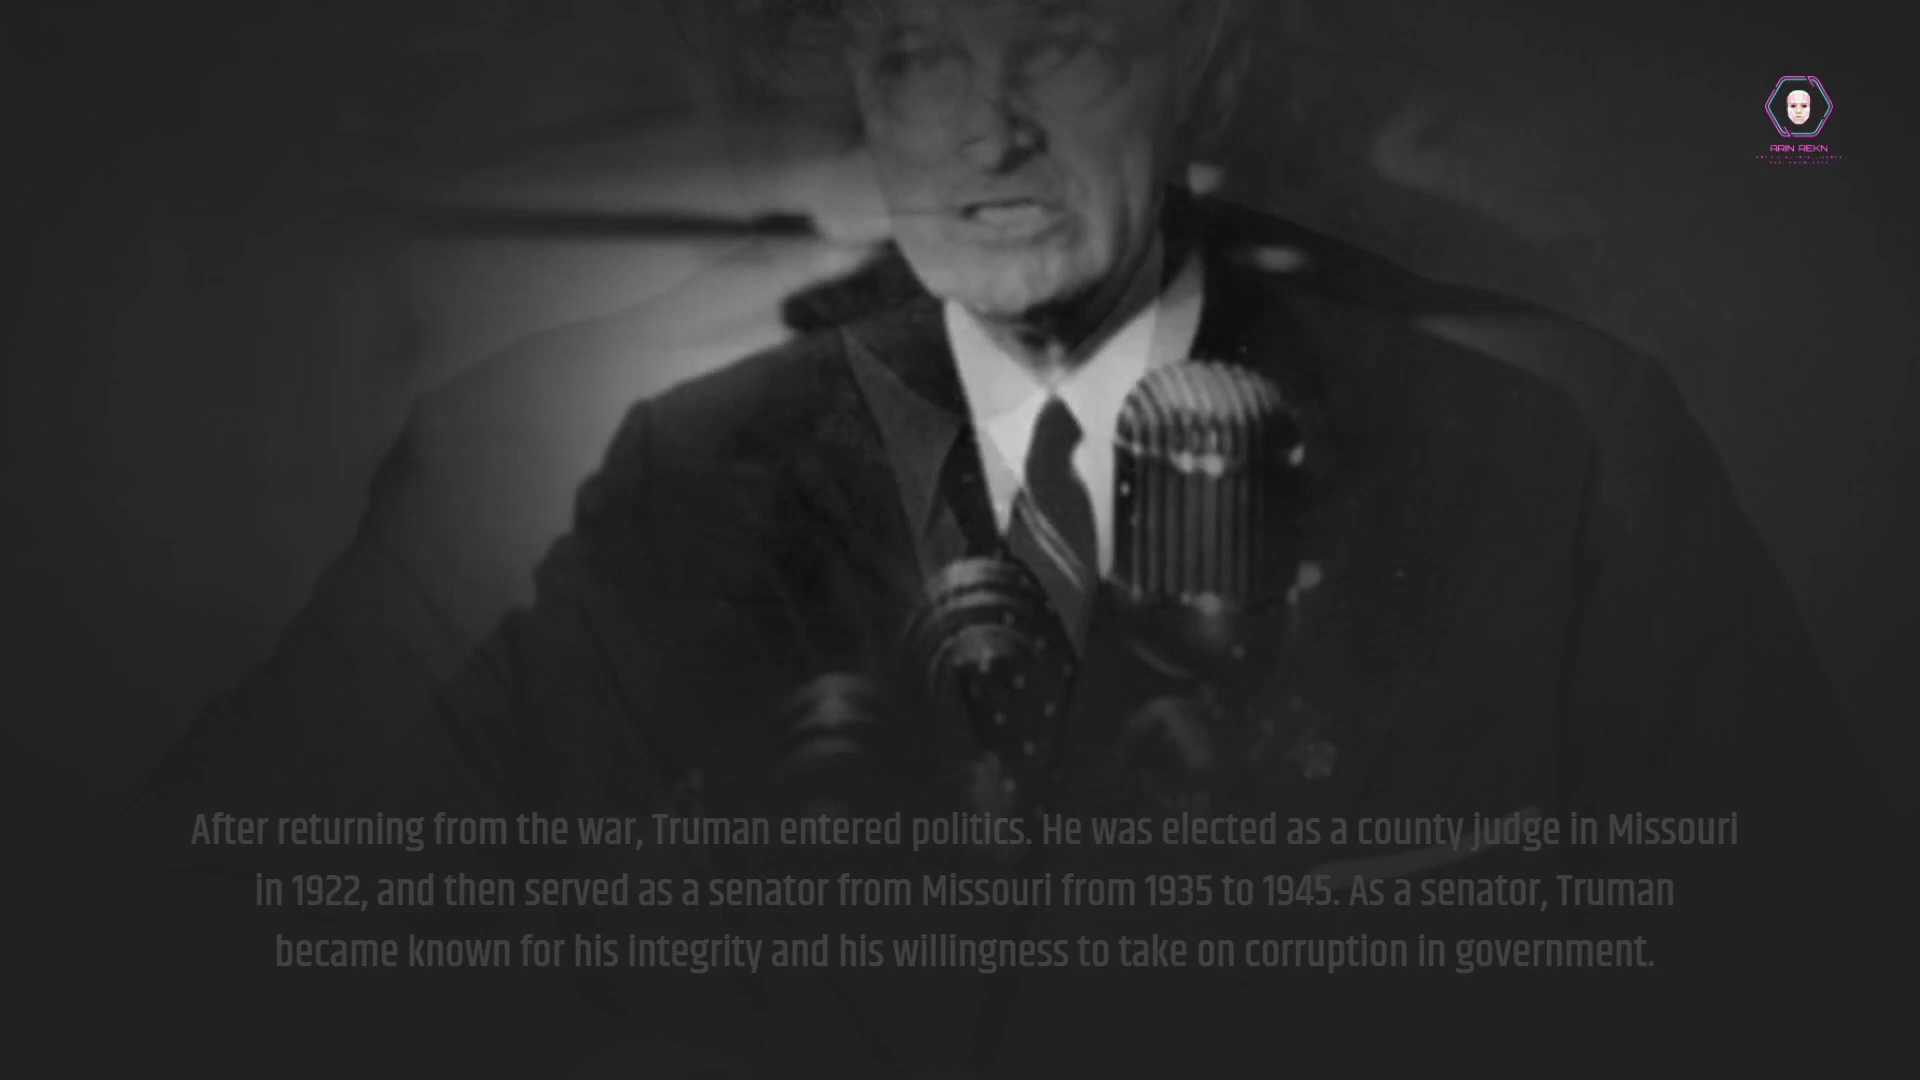 ARIN REKN
After returning from the war, Truman entered politics. He was elected as a county judge in Missouri
in 1922, and then served as a senator from Missouri from 1935 to 1945. As a senator, Truman
became known for his integrity and his willingness to take on corruption in government.